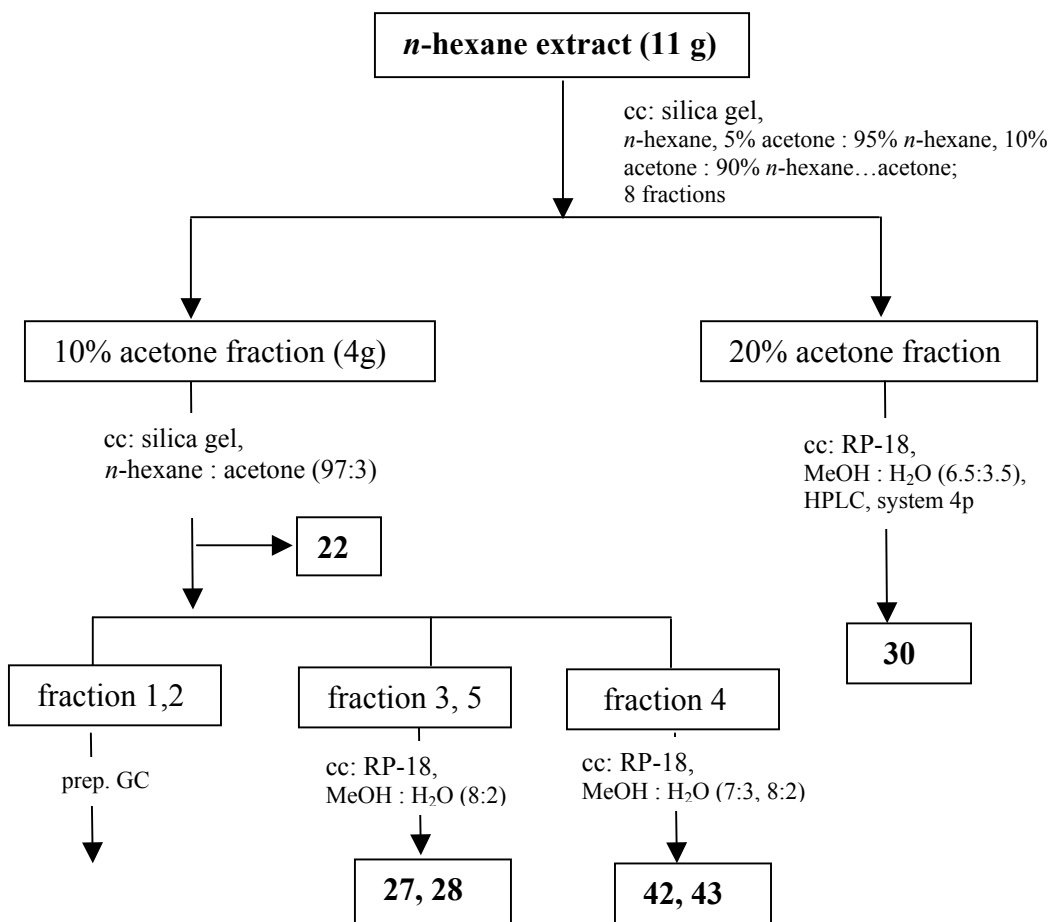 n-hexane extract (11 g)
cc: silica gel,
n-hexane, 5% acetone : 95% n-hexane, 10%
acetone : 90% n-hexane…acetone;
8 fractions
10% acetone fraction (4g)
20% acetone fraction
cc: silica gel,
n-hexane : acetone (97:3)
cc: RP-18,
MeOH : H₂O (6.5:3.5),
HPLC, system 4p
22
30
fraction 1,2
fraction 3, 5
fraction 4
prep. GC
cc: RP-18,
MeOH : H₂O (8:2)
cc: RP-18,
MeOH : H₂O (7:3, 8:2)
27, 28
42, 43